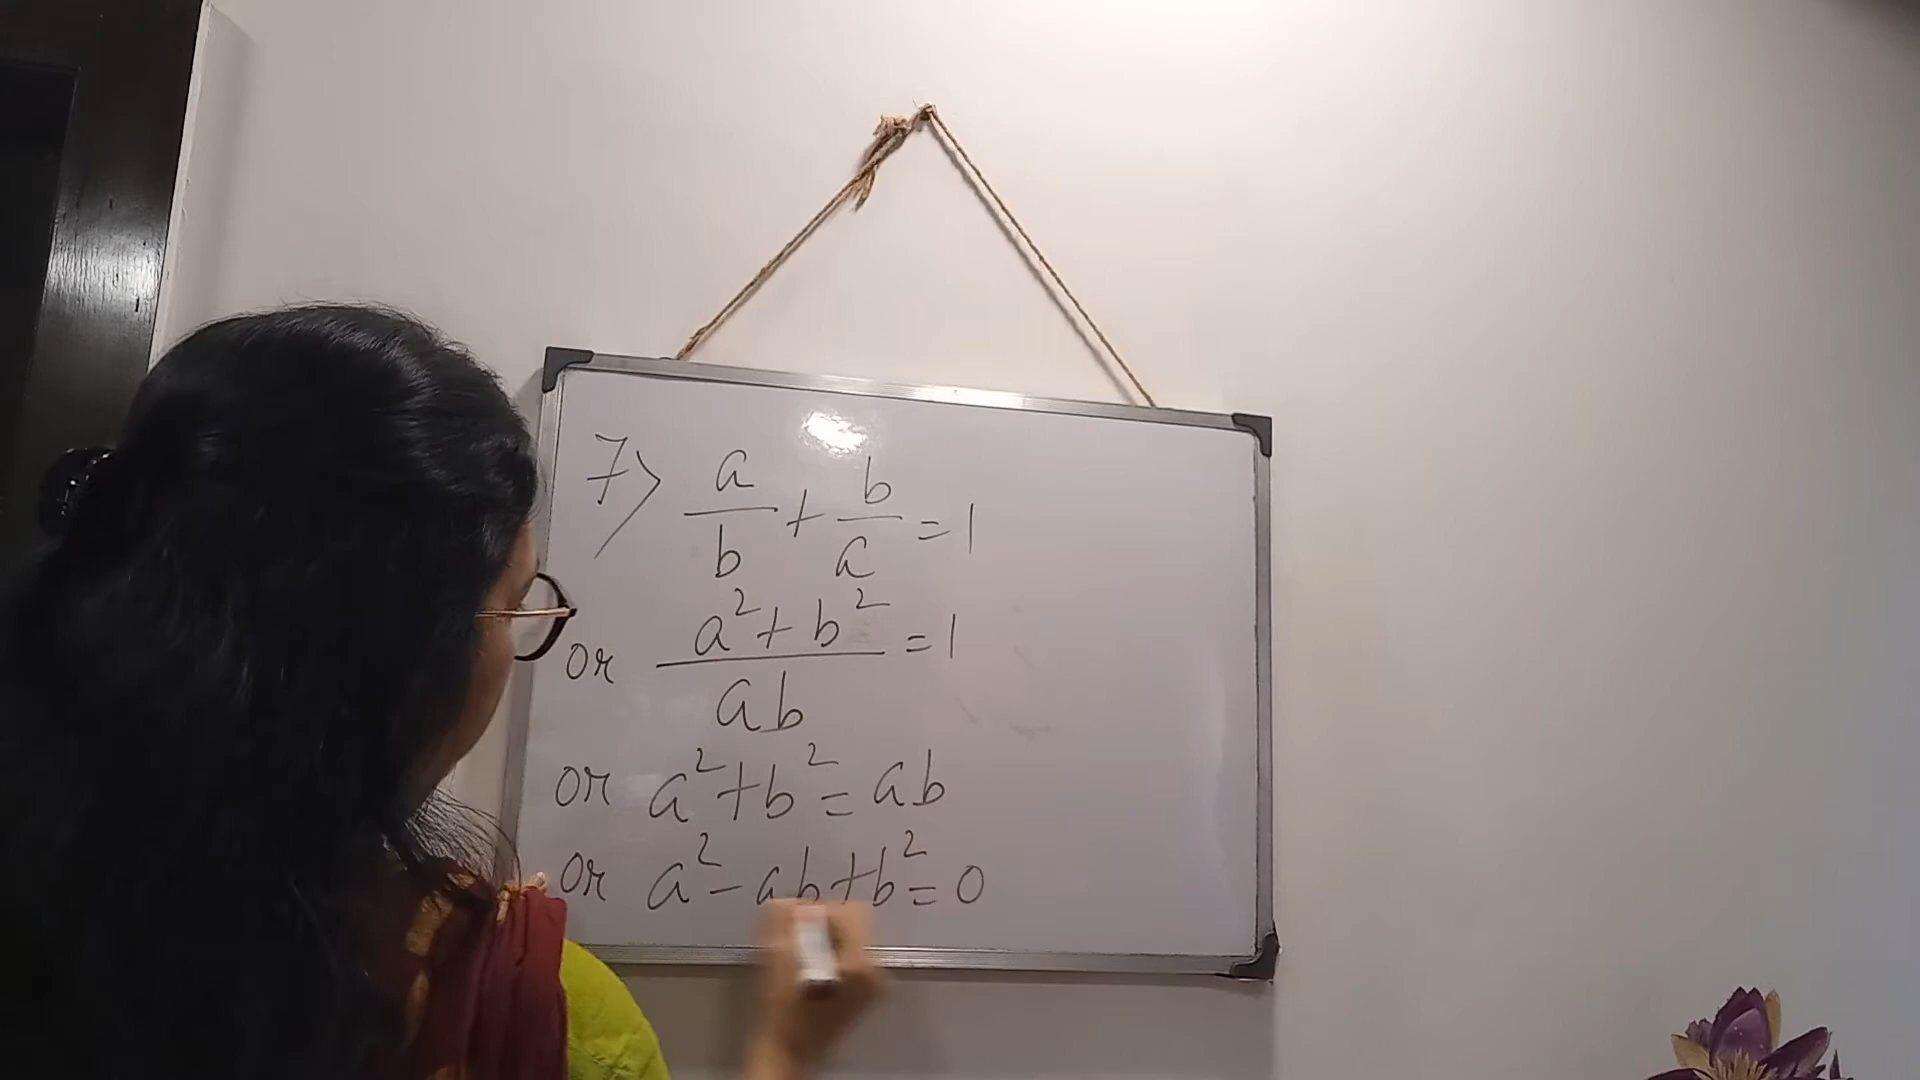 7> a/b + b/a = 1
or (a² + b²)/ab = 1
or a² + b² = ab
or a² - ab + b² = 0